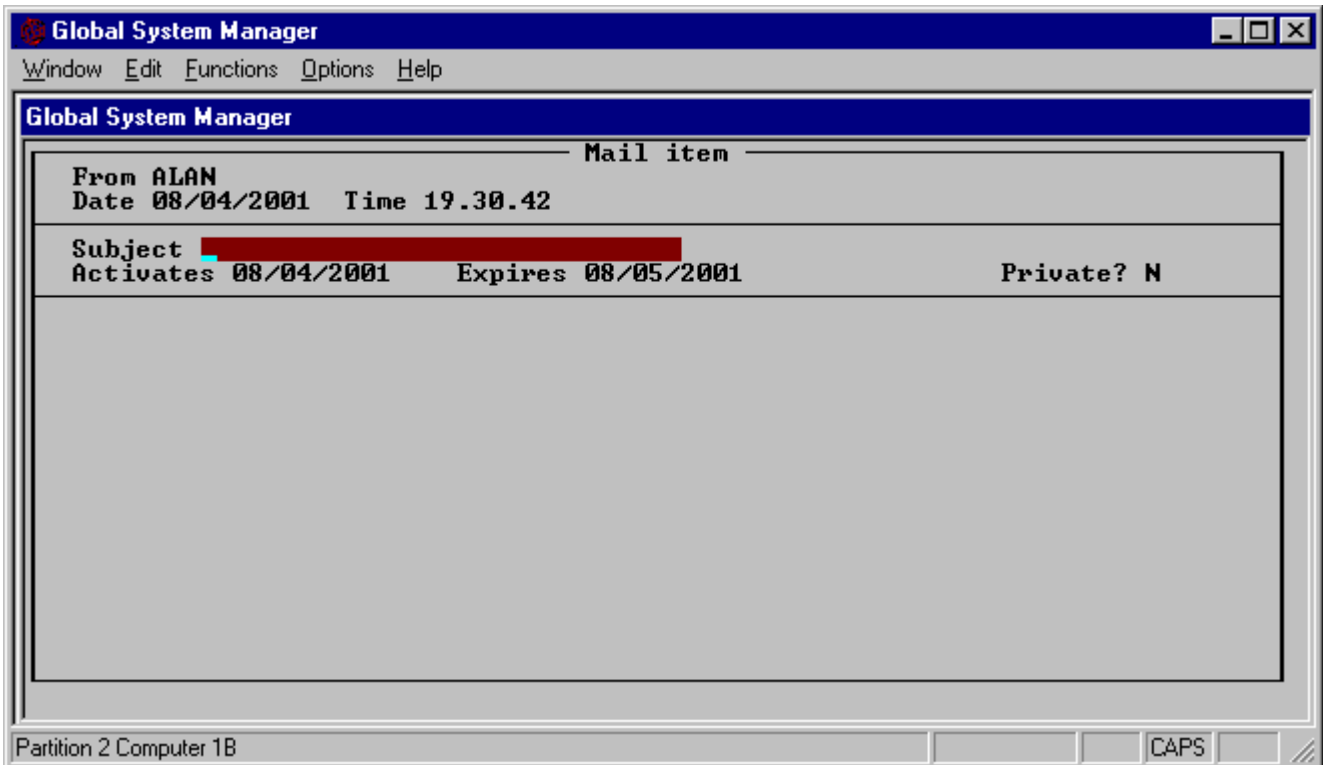 Global System Manager
Window Edit Functions Options Help
Global System Manager
Mail item
From ALAN
Date 08/04/2001 Time 19.30.42
Subject
Activates 08/04/2001 Expires 08/05/2001 Private? N
Partition 2 Computer 1B CAPS